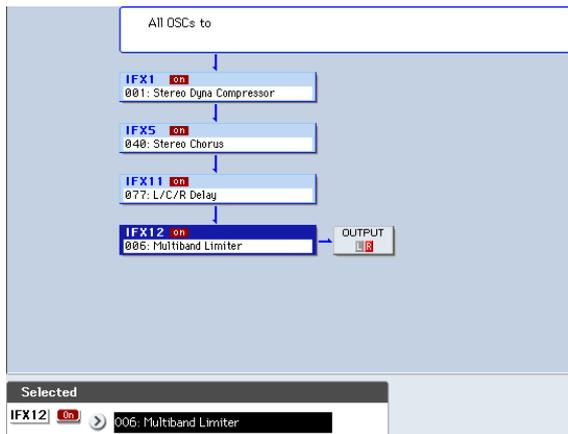 All OSCs to
IFX1 on
001: Stereo Dyna Compressor
IFX5 on
040: Stereo Chorus
IFX11 on
077: L/C/R Delay
IFX12 on
006: Multiband Limiter
OUTPUT
L R
Selected
IFX12 On
006: Multiband Limiter